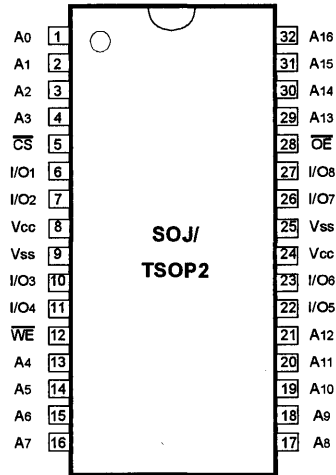 A0 1 32 A16
A1 2 31 A15
A2 3 30 A14
A3 4 29 A13
CS 5 28 OE
I/O1 6 27 I/O8
I/O2 7 26 I/O7
Vcc 8 25 Vss
Vss 9 24 Vcc
I/O3 10 23 I/O6
I/O4 11 22 I/O5
WE 12 21 A12
A4 13 20 A11
A5 14 19 A10
A6 15 18 A9
A7 16 17 A8
SOJ/
TSOP2